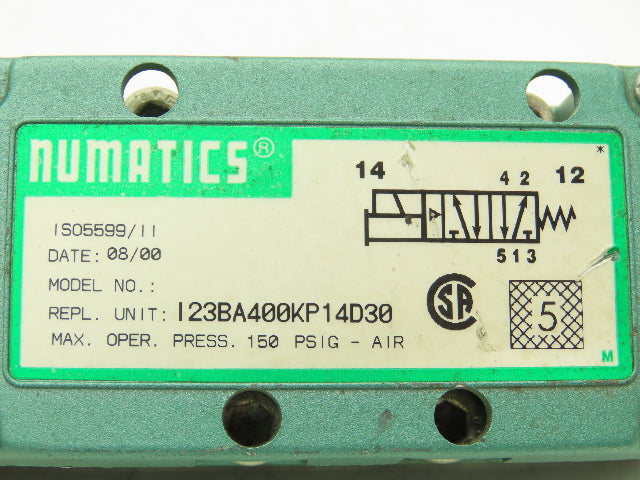 NUMATICS®
*
14 4 2 12
ISO5599/II
DATE: 08/00
5 1 3
MODEL NO.:
REPL. UNIT: I23BA400KP14D30
SA
5
MAX. OPER. PRESS. 150 PSIG - AIR
M